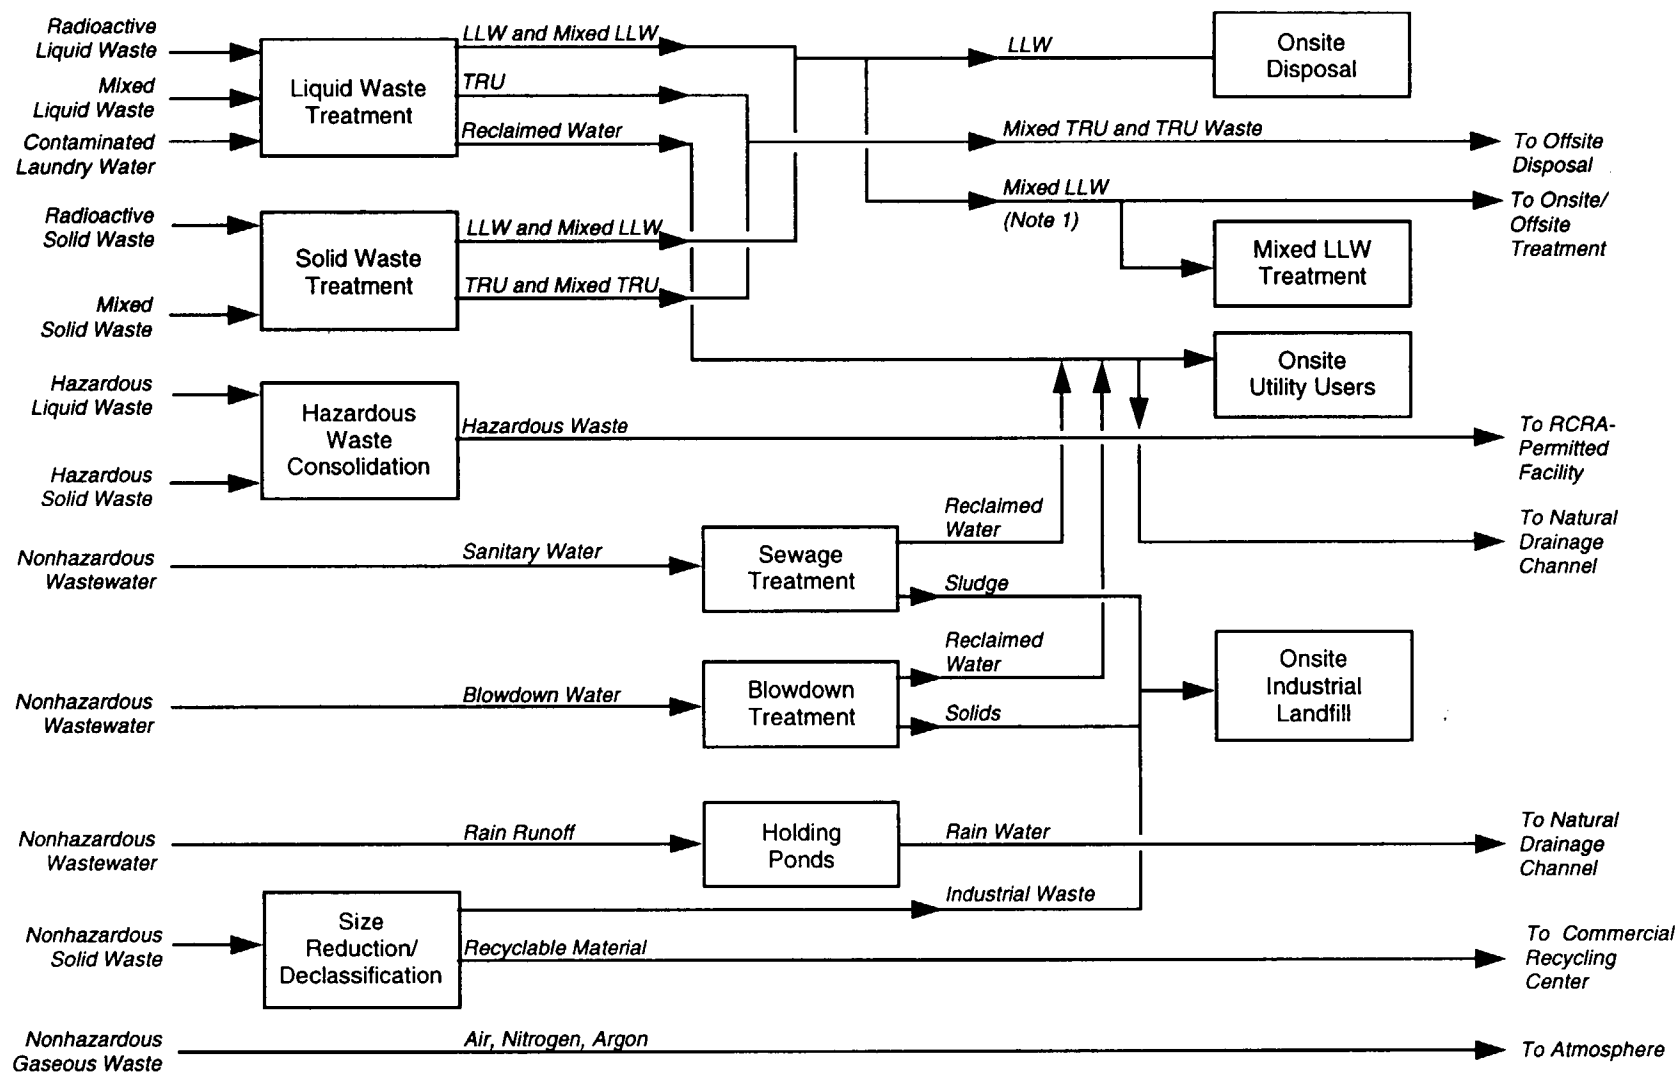 Radioactive
Liquid Waste
Mixed
Liquid Waste
Contaminated
Laundry Water
Liquid Waste
Treatment
LLW and Mixed LLW
TRU
Reclaimed Water
LLW
Onsite
Disposal
Mixed TRU and TRU Waste
To Offsite
Disposal
Radioactive
Solid Waste
Mixed
Solid Waste
Solid Waste
Treatment
LLW and Mixed LLW
TRU and Mixed TRU
Mixed LLW
(Note 1)
To Onsite/
Offsite
Treatment
Mixed LLW
Treatment
Onsite
Utility Users
Hazardous
Liquid Waste
Hazardous
Solid Waste
Hazardous
Waste
Consolidation
Hazardous Waste
To RCRA-
Permitted
Facility
Nonhazardous
Wastewater
Sanitary Water
Sewage
Treatment
Reclaimed
Water
Sludge
To Natural
Drainage
Channel
Nonhazardous
Wastewater
Blowdown Water
Blowdown
Treatment
Reclaimed
Water
Solids
Onsite
Industrial
Landfill
Nonhazardous
Wastewater
Rain Runoff
Holding
Ponds
Rain Water
To Natural
Drainage
Channel
Nonhazardous
Solid Waste
Size
Reduction/
Declassification
Industrial Waste
Recyclable Material
To Commercial
Recycling
Center
Nonhazardous
Gaseous Waste
Air, Nitrogen, Argon
To Atmosphere